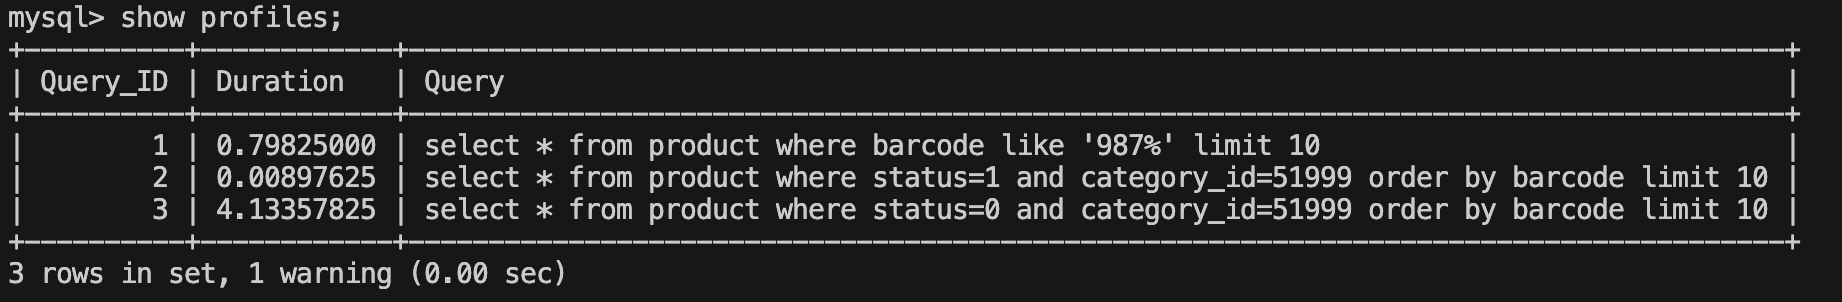 mysql> show profiles;
+----------+------------+--------------------------------------------------------------------------------------+
| Query_ID | Duration   | Query                                                                                |
+----------+------------+--------------------------------------------------------------------------------------+
|        1 | 0.79825000 | select * from product where barcode like '987%' limit 10                             |
|        2 | 0.00897625 | select * from product where status=1 and category_id=51999 order by barcode limit 10 |
|        3 | 4.13357825 | select * from product where status=0 and category_id=51999 order by barcode limit 10 |
+----------+------------+--------------------------------------------------------------------------------------+
3 rows in set, 1 warning (0.00 sec)